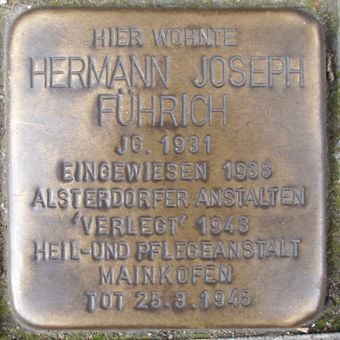 HIER WOHNTE
HERMANN JOSEPH
FÜHRICH
JG. 1931
EINGEWIESEN 1938
ALSTERDORFER ANSTALTEN
'VERLEGT' 1943
HEIL-UND PFLEGEANSTALT
MAINKOFEN
TOT 25.3.1945